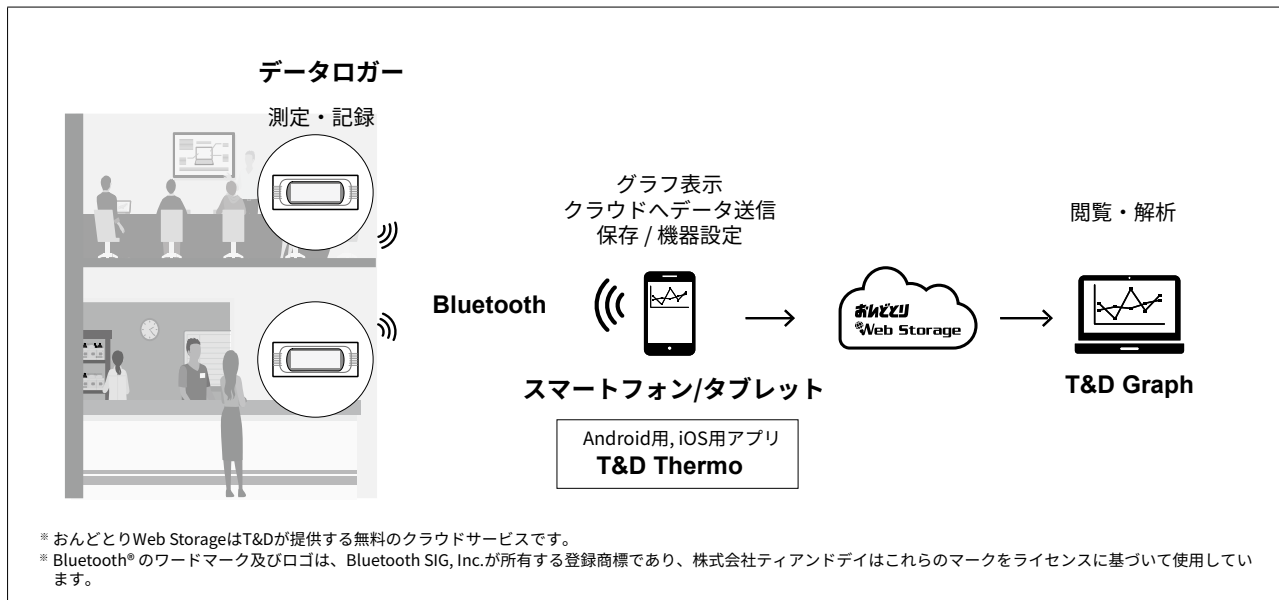 データロガー
測定・記録
グラフ表示
クラウドへデータ送信
保存 / 機器設定
閲覧・解析
Bluetooth
おんどとり
Web Storage
スマートフォン/タブレット
T&D Graph
Android用, iOS用アプリ
T&D Thermo
※ おんどとりWeb StorageはT&Dが提供する無料のクラウドサービスです。
※ Bluetooth® のワードマーク及びロゴは、Bluetooth SIG, Inc.が所有する登録商標であり、株式会社ティアンドデイはこれらのマークをライセンスに基づいて使用してい
ます。